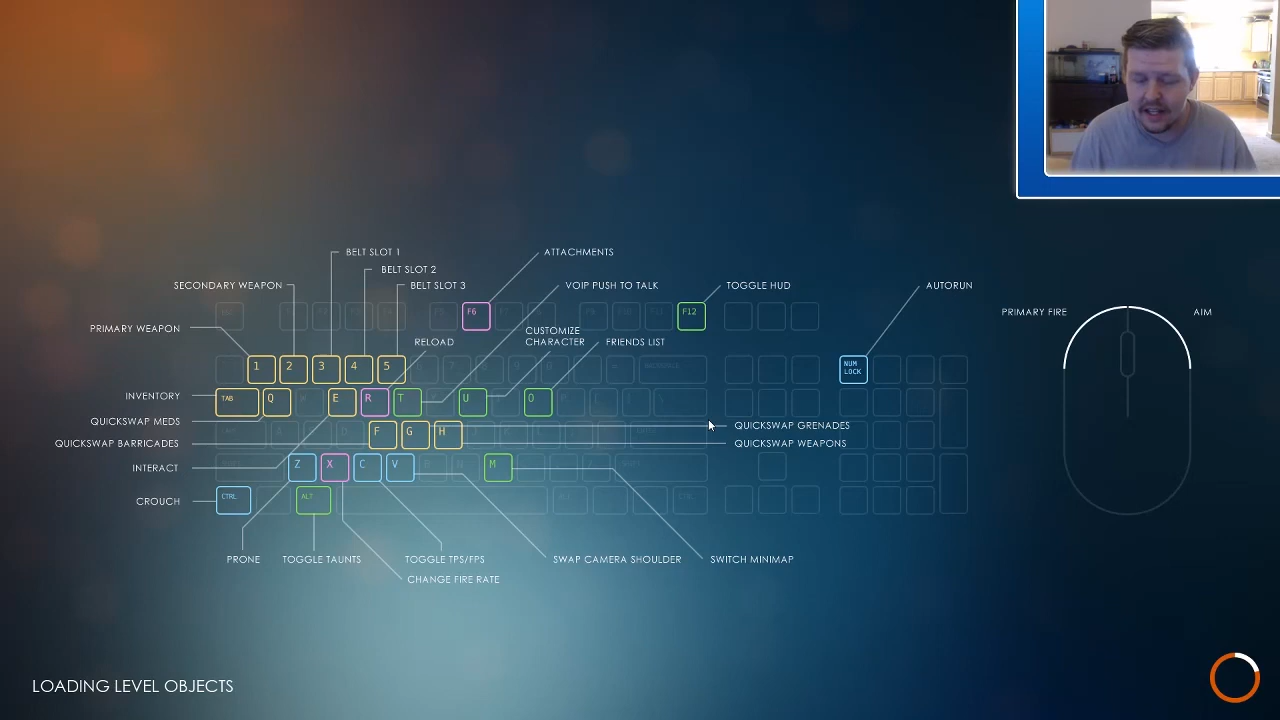 BELT SLOT 1
ATTACHMENTS
BELT SLOT 2
SECONDARY WEAPON
BELT SLOT 3
VOIP PUSH TO TALK
TOGGLE HUD
AUTORUN
F6
F12
PRIMARY FIRE
AIM
PRIMARY WEAPON
RELOAD
CUSTOMIZE
CHARACTER
FRIENDS LIST
1
2
3
4
5
NUM
LOCK
INVENTORY
TAB
Q
E
R
T
U
O
QUICKSWAP MEDS
F
G
H
QUICKSWAP GRENADES
QUICKSWAP BARRICADES
QUICKSWAP WEAPONS
INTERACT
Z
X
C
V
M
CROUCH
CTRL
ALT
PRONE
TOGGLE TAUNTS
TOGGLE TPS/FPS
SWAP CAMERA SHOULDER
SWITCH MINIMAP
CHANGE FIRE RATE
LOADING LEVEL OBJECTS